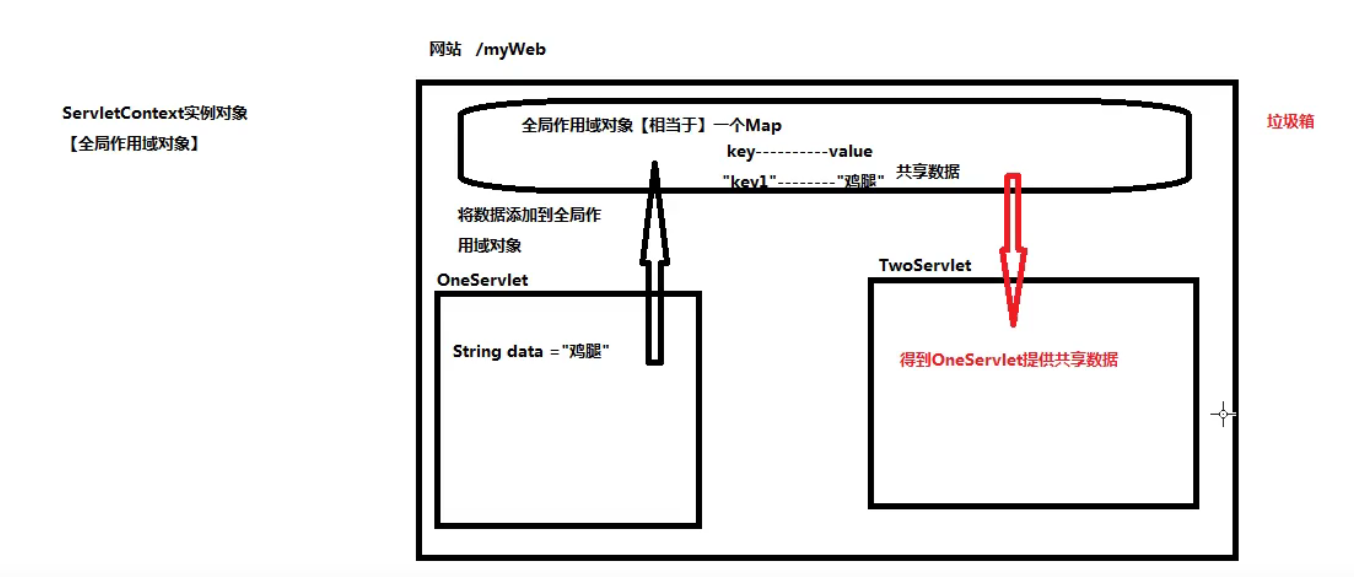 网站 /myWeb
ServletContext实例对象
【全局作用域对象】
全局作用域对象【相当于】一个Map
key----------value
"key1"--------"鸡腿" 共享数据
垃圾箱
将数据添加到全局作
用域对象
OneServlet
String data ="鸡腿"
TwoServlet
得到OneServlet提供共享数据